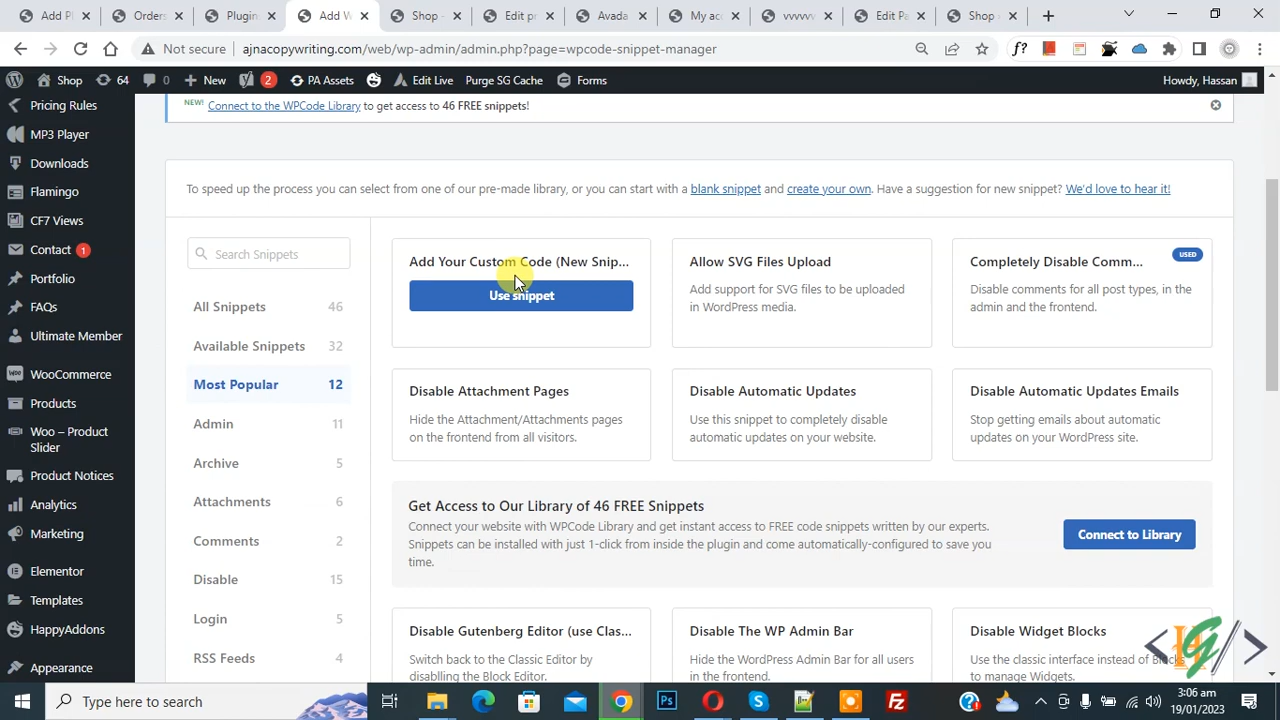 Add P
Orders
Plugin
Add W
Shop -
Edit pr
Avada
My acc
vvvvvv
Edit Pa
Shop
Not secure
ajnacopywriting.com/web/wp-admin/admin.php?page=wpcode-snippet-manager
f?
Shop 64 0 New 2 PA Assets Edit Live Purge SG Cache Forms Howdy, Hassan
Pricing Rules
MP3 Player
Downloads
Flamingo
CF7 Views
Contact 1
Portfolio
FAQs
Ultimate Member
WooCommerce
Products
Woo – Product
Slider
Product Notices
Analytics
Marketing
Elementor
Templates
HappyAddons
Appearance
NEW! Connect to the WPCode Library to get access to 46 FREE snippets!
To speed up the process you can select from one of our pre-made library, or you can start with a blank snippet and create your own. Have a suggestion for new snippet? We'd love to hear it!
Search Snippets
All Snippets 46
Available Snippets 32
Most Popular 12
Admin 11
Archive 5
Attachments 6
Comments 2
Disable 15
Login 5
RSS Feeds 4
Add Your Custom Code (New Snip...
Use snippet
Allow SVG Files Upload
Add support for SVG files to be uploaded
in WordPress media.
Completely Disable Comm...
USED
Disable comments for all post types, in the
admin and the frontend.
Disable Attachment Pages
Hide the Attachment/Attachments pages
on the frontend from all visitors.
Disable Automatic Updates
Use this snippet to completely disable
automatic updates on your website.
Disable Automatic Updates Emails
Stop getting emails about automatic
updates on your WordPress site.
Get Access to Our Library of 46 FREE Snippets
Connect your website with WPCode Library and get instant access to FREE code snippets written by our experts.
Snippets can be installed with just 1-click from inside the plugin and come automatically-configured to save you
time.
Connect to Library
Disable Gutenberg Editor (use Clas...
Switch back to the Classic Editor by
disablling the Block Editor.
Disable The WP Admin Bar
Hide the WordPress Admin Bar for all users
in the frontend.
Disable Widget Blocks
Use the classic interface instead of Blocks
to manage Widgets.
Type here to search
3:06 am
19/01/2023